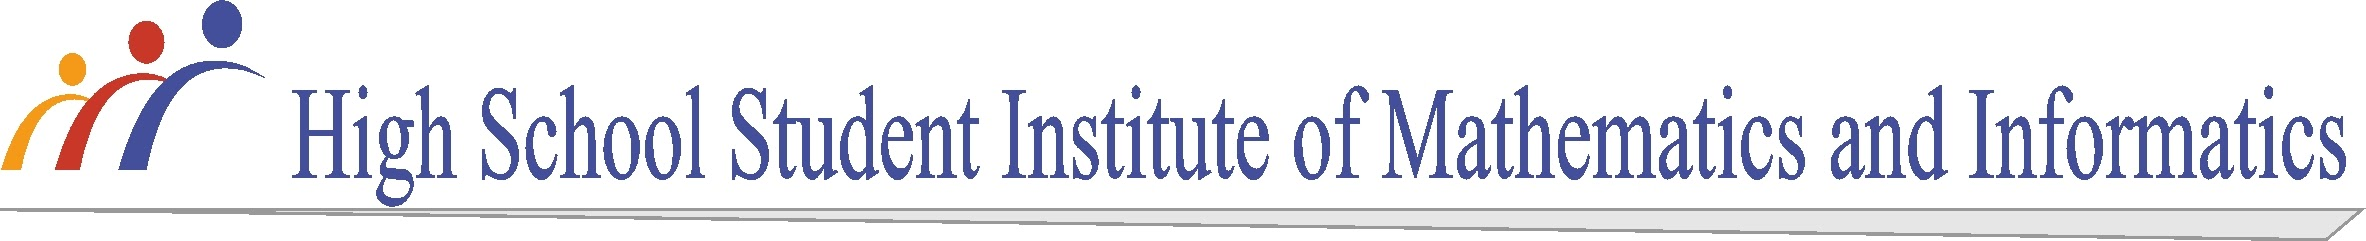 High School Student Institute of Mathematics and Informatics